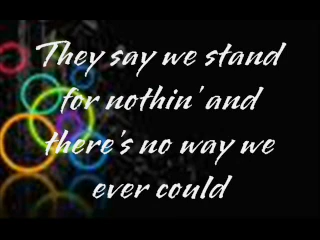 They say we stand
for nothin' and
there's no way we
ever could